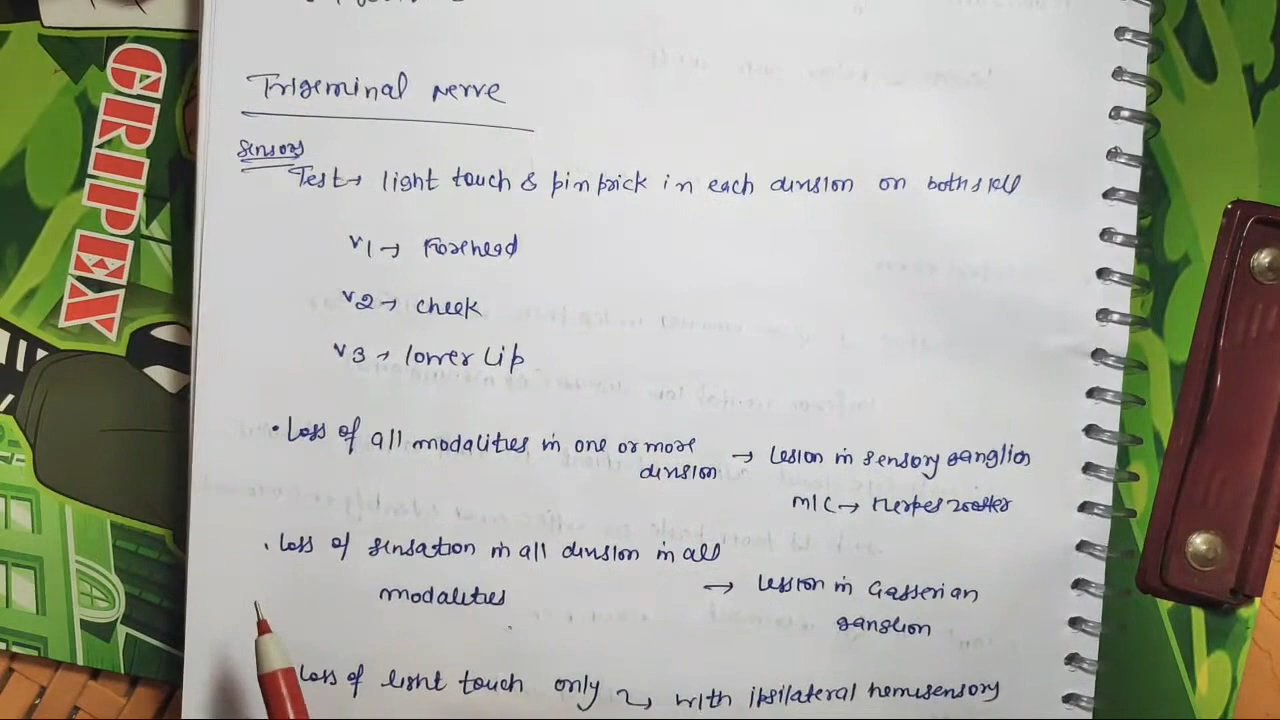 CRIPEX
Trigeminal nerve
Sensory
Test → light touch & pin prick in each division on both side
V1 → Forehead
V2 → cheek
V3 → lower lip
• Loss of all modalities in one or more division → Lesion in sensory ganglion
M/C → Herpes zoster
• Loss of sensation in all division in all modalities → Lession in Gasserian ganglion
Loss of light touch only → with ipsilateral hemisensory